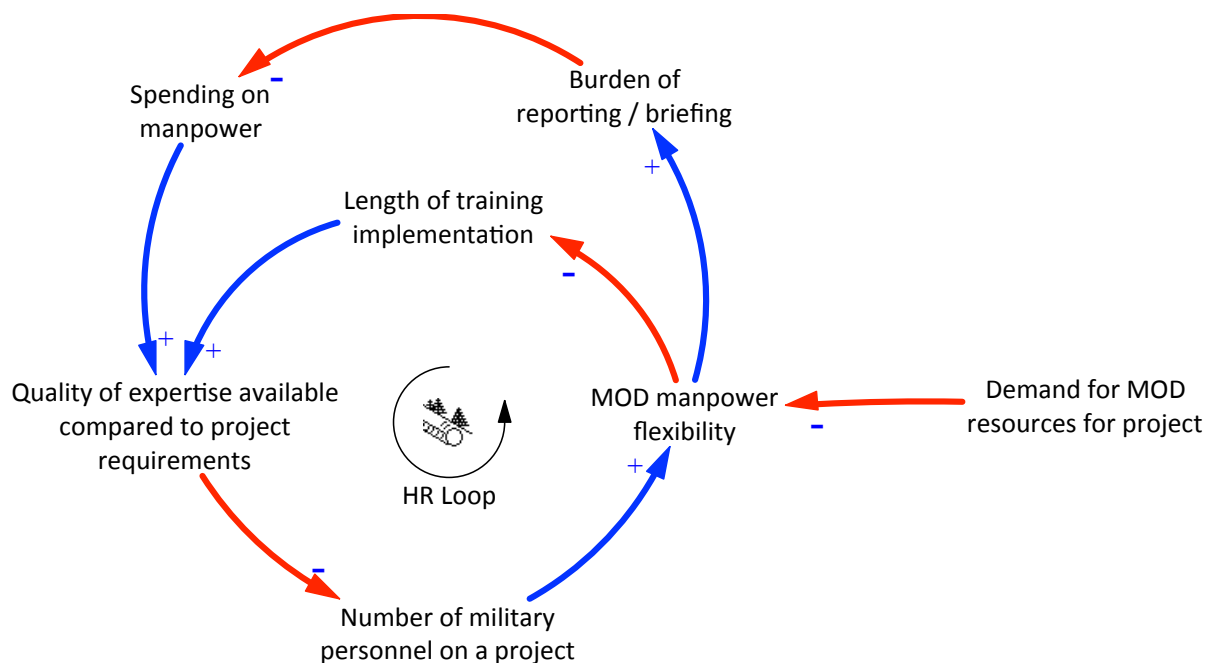 Burden of
reporting / briefing
-
Spending on
manpower
+
Length of training
implementation
-
+
+
Quality of expertise available
compared to project
requirements
MOD manpower
flexibility
-
Demand for MOD
resources for project
+
HR Loop
-
Number of military
personnel on a project